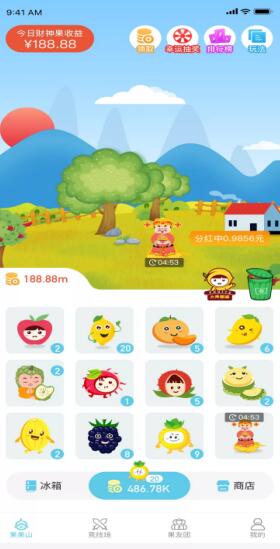 9:41 AM
今日财神果收益
¥188.88
领取
幸运抽奖
排行榜
玩法
分红中0.9856元
04:53
188.88m
2
20
5
2
2
1
1
2
2
2
5
04:53
冰箱
20
486.78K
商店
果果山
竞技场
果友团
我的